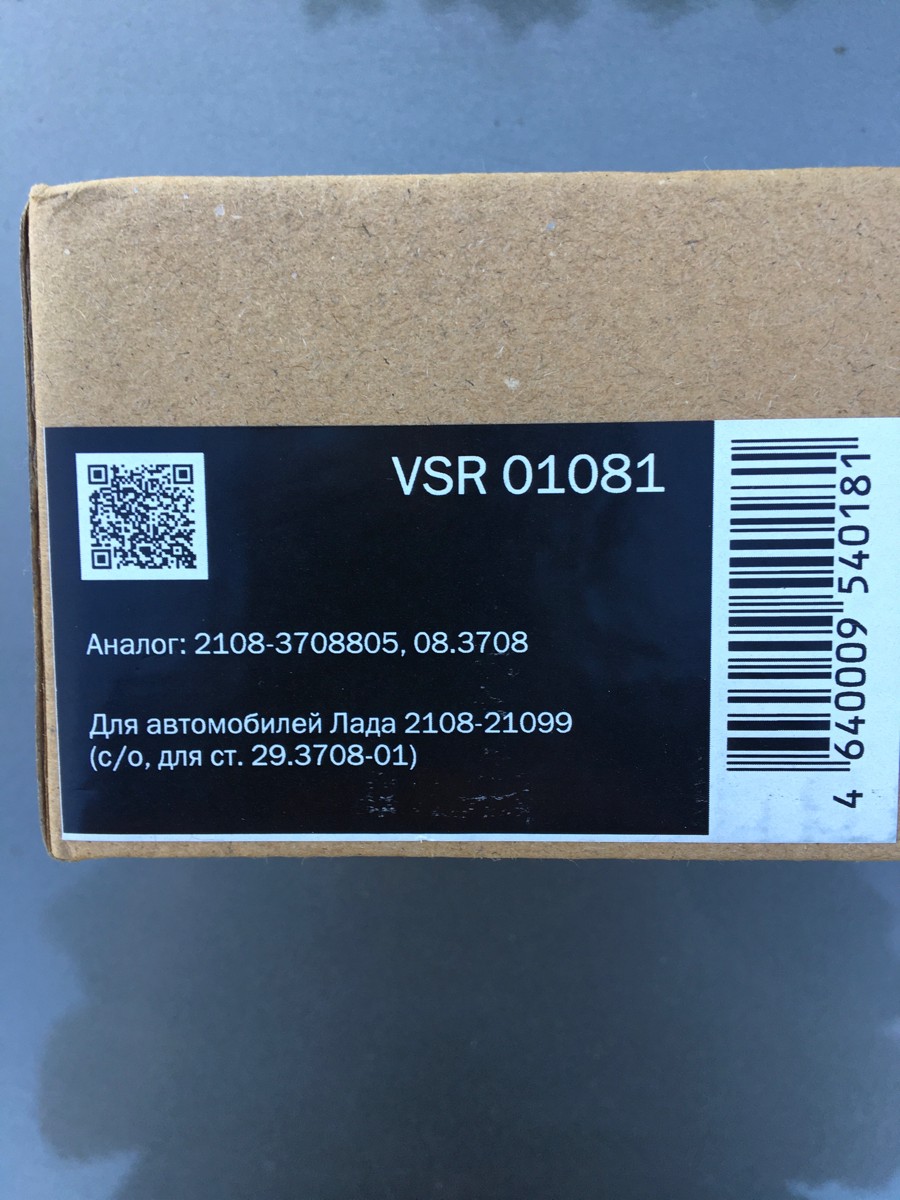 VSR 01081
Аналог: 2108-3708805, 08.3708
Для автомобилей Лада 2108-21099
(с/о, для ст. 29.3708-01)
4 640009 540181